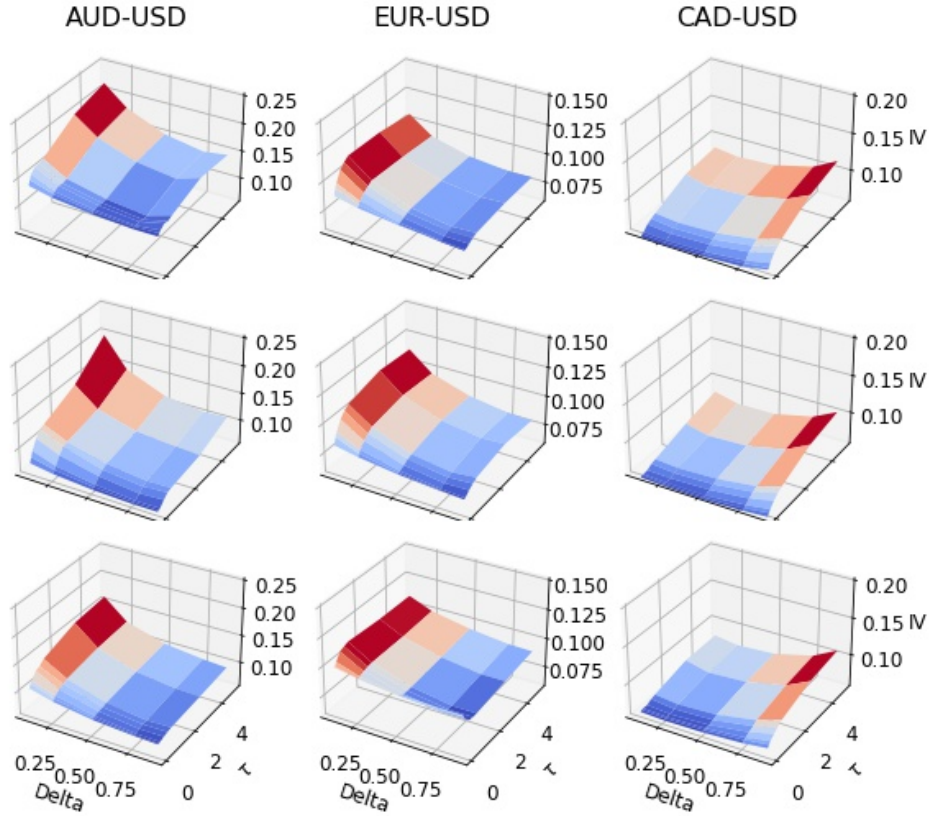 AUD-USD EUR-USD CAD-USD
0.25 0.150 0.20
0.20 0.125 0.15 IV
0.15 0.100 0.10
0.10 0.075
0.25 0.150 0.20
0.20 0.125 0.15 IV
0.15 0.100 0.10
0.10 0.075
0.25 0.150 0.20
0.20 0.125 0.15 IV
0.15 0.100 0.10
0.10 0.075
4 4 4
0.25 2 τ 0.25 2 τ 0.25 2 τ
0.50 0.50 0.50
0.75 0 0.75 0 0.75 0
Delta Delta Delta